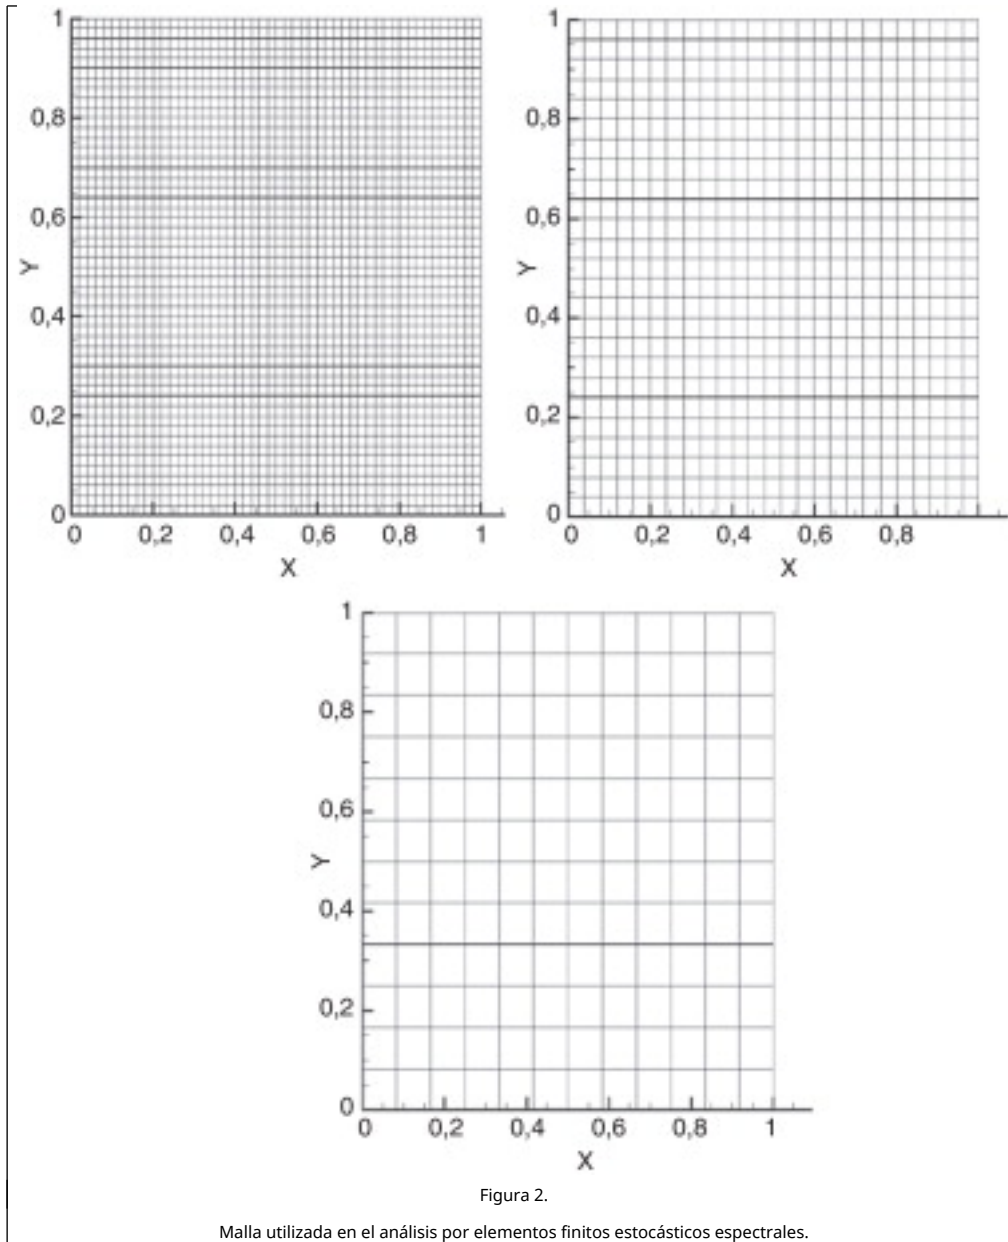 1
0,8
0,6
Y
0,4
0,2
0
0 0,2 0,4 0,6 0,8 1
X
1
0,8
0,6
Y
0,4
0,2
0
0 0,2 0,4 0,6 0,8
X
1
0,8
0,6
Y
0,4
0,2
0
0 0,2 0,4 0,6 0,8 1
X
Figura 2.
Malla utilizada en el análisis por elementos finitos estocásticos espectrales.